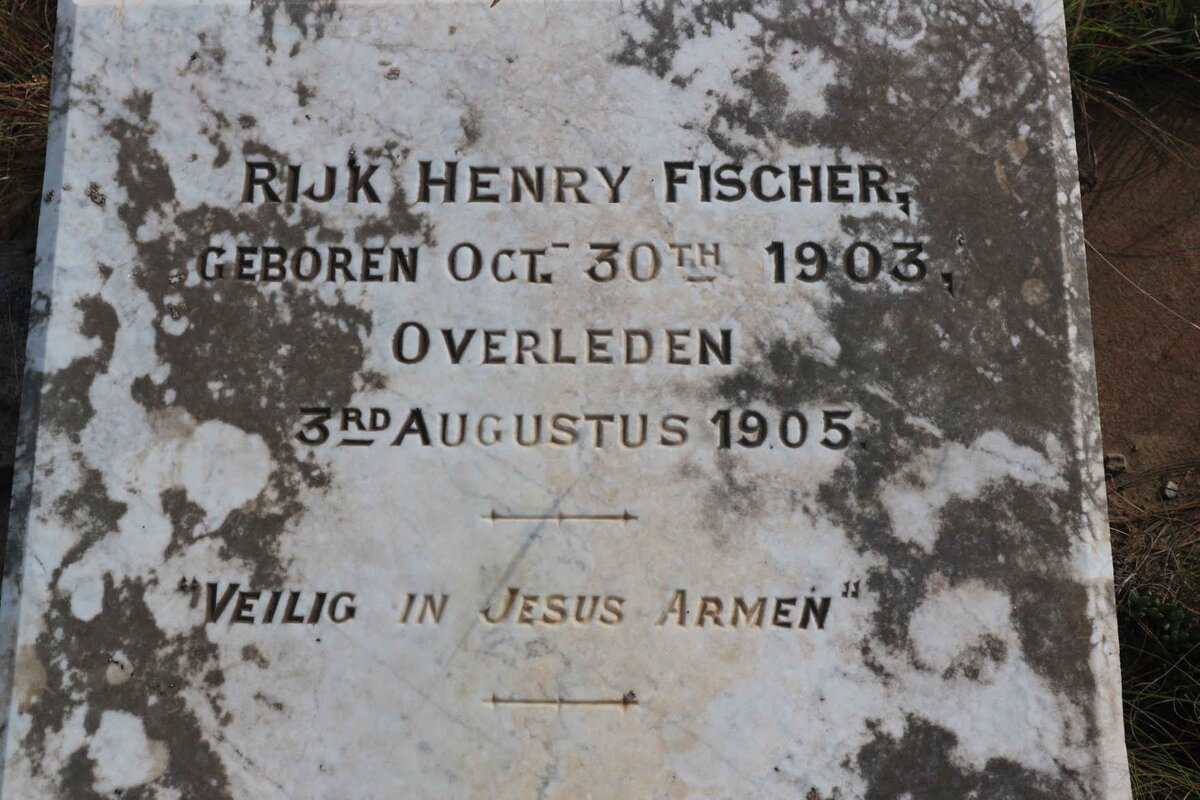 RIJK HENRY FISCHER,
GEBOREN OCT. 30TH 1903,
OVERLEDEN
3RD AUGUSTUS 1905.
"VEILIG IN JESUS ARMEN"